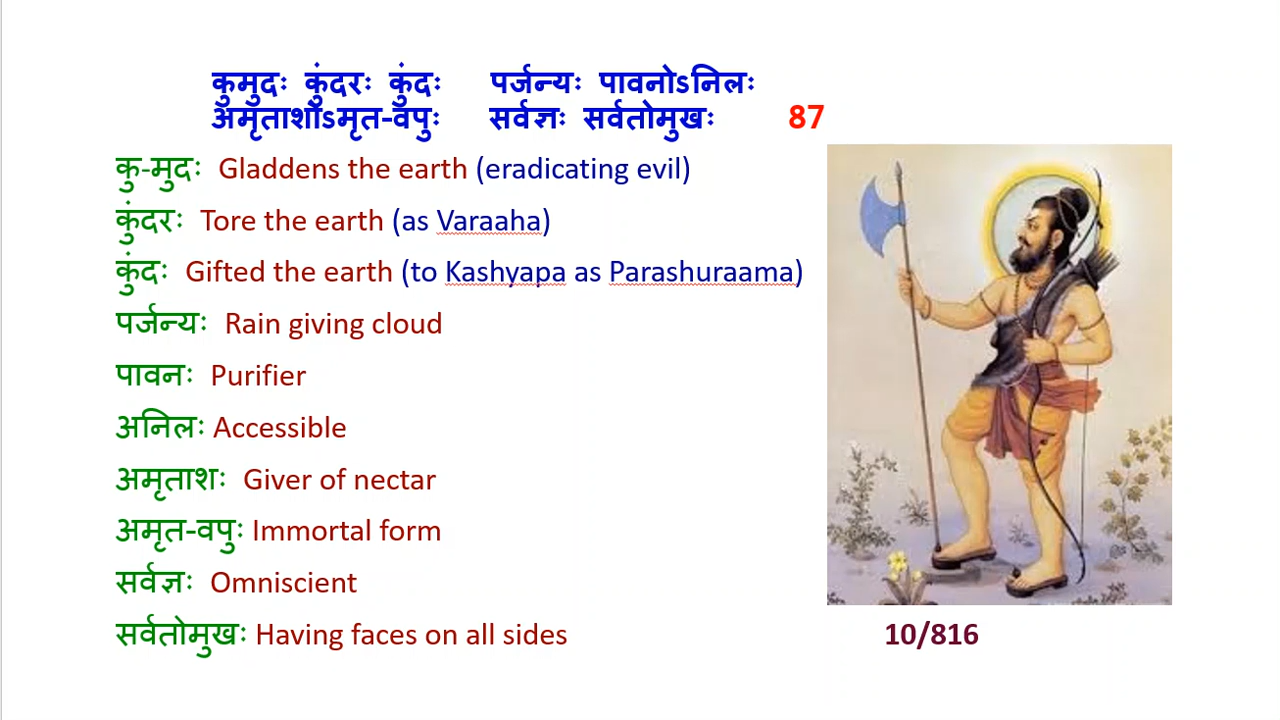 कुमुदः कुंदरः कुंदः पर्जन्यः पावनोऽनिलः
अमृताशोऽमृत-वपुः सर्वज्ञः सर्वतोमुखः 87
कु-मुदः Gladdens the earth (eradicating evil)
कुंदरः Tore the earth (as Varaaha)
कुंदः Gifted the earth (to Kashyapa as Parashuraama)
पर्जन्यः Rain giving cloud
पावनः Purifier
अनिलः Accessible
अमृताशः Giver of nectar
अमृत-वपुः Immortal form
सर्वज्ञः Omniscient
सर्वतोमुखः Having faces on all sides 10/816